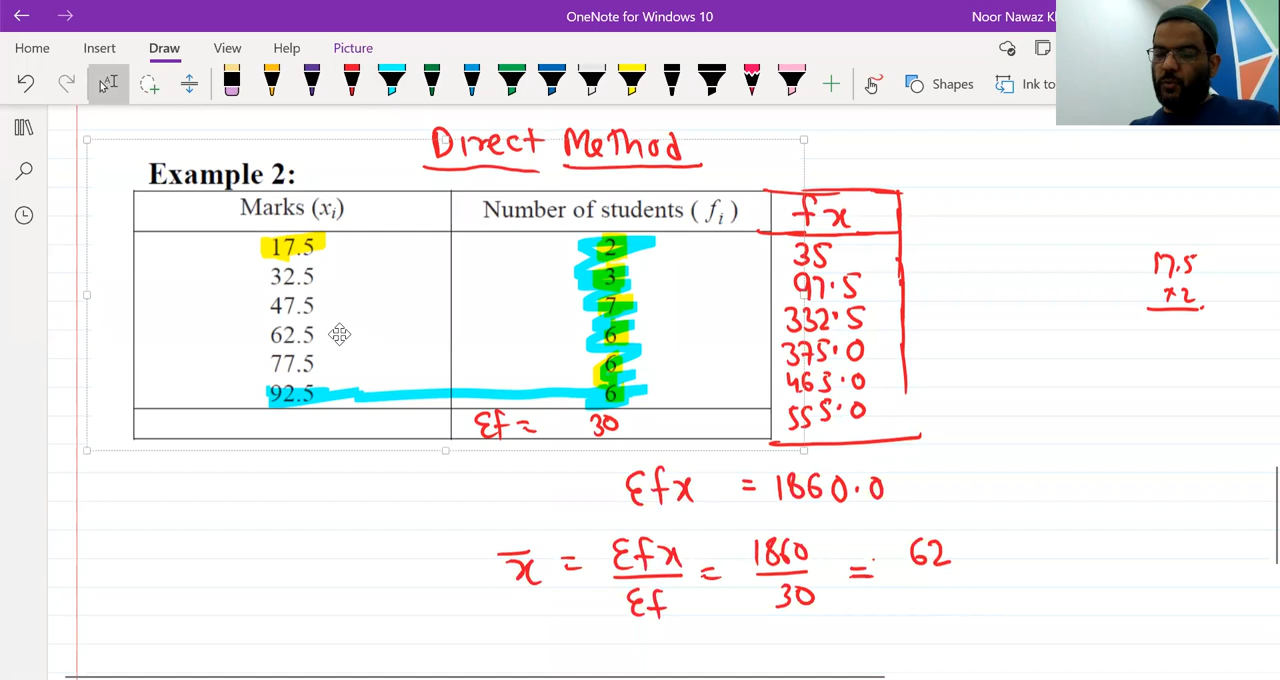 OneNote for Windows 10 Noor Nawaz
Home Insert Draw View Help Picture
Shapes Ink to
Direct Method
Example 2:
Marks (xᵢ) Number of students ( fᵢ ) fx
17.5 2 35
32.5 3 97.5
47.5 7 332.5
62.5 6 375.0
77.5 6 465.0
92.5 6 555.0
Σf = 30
17.5
×2
Σfx = 1860.0
x̅ = Σfx/Σf = 1860/30 = 62